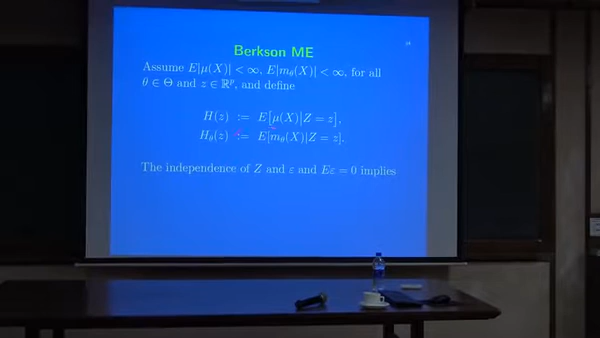 Berkson ME
Assume E|μ(X)| < ∞, E|m_θ(X)| < ∞, for all
θ ∈ Θ and z ∈ ℝ^p, and define
H(z) := E[μ(X)|Z = z],
H_θ(z) := E[m_θ(X)|Z = z].
The independence of Z and ε and Eε = 0 implies